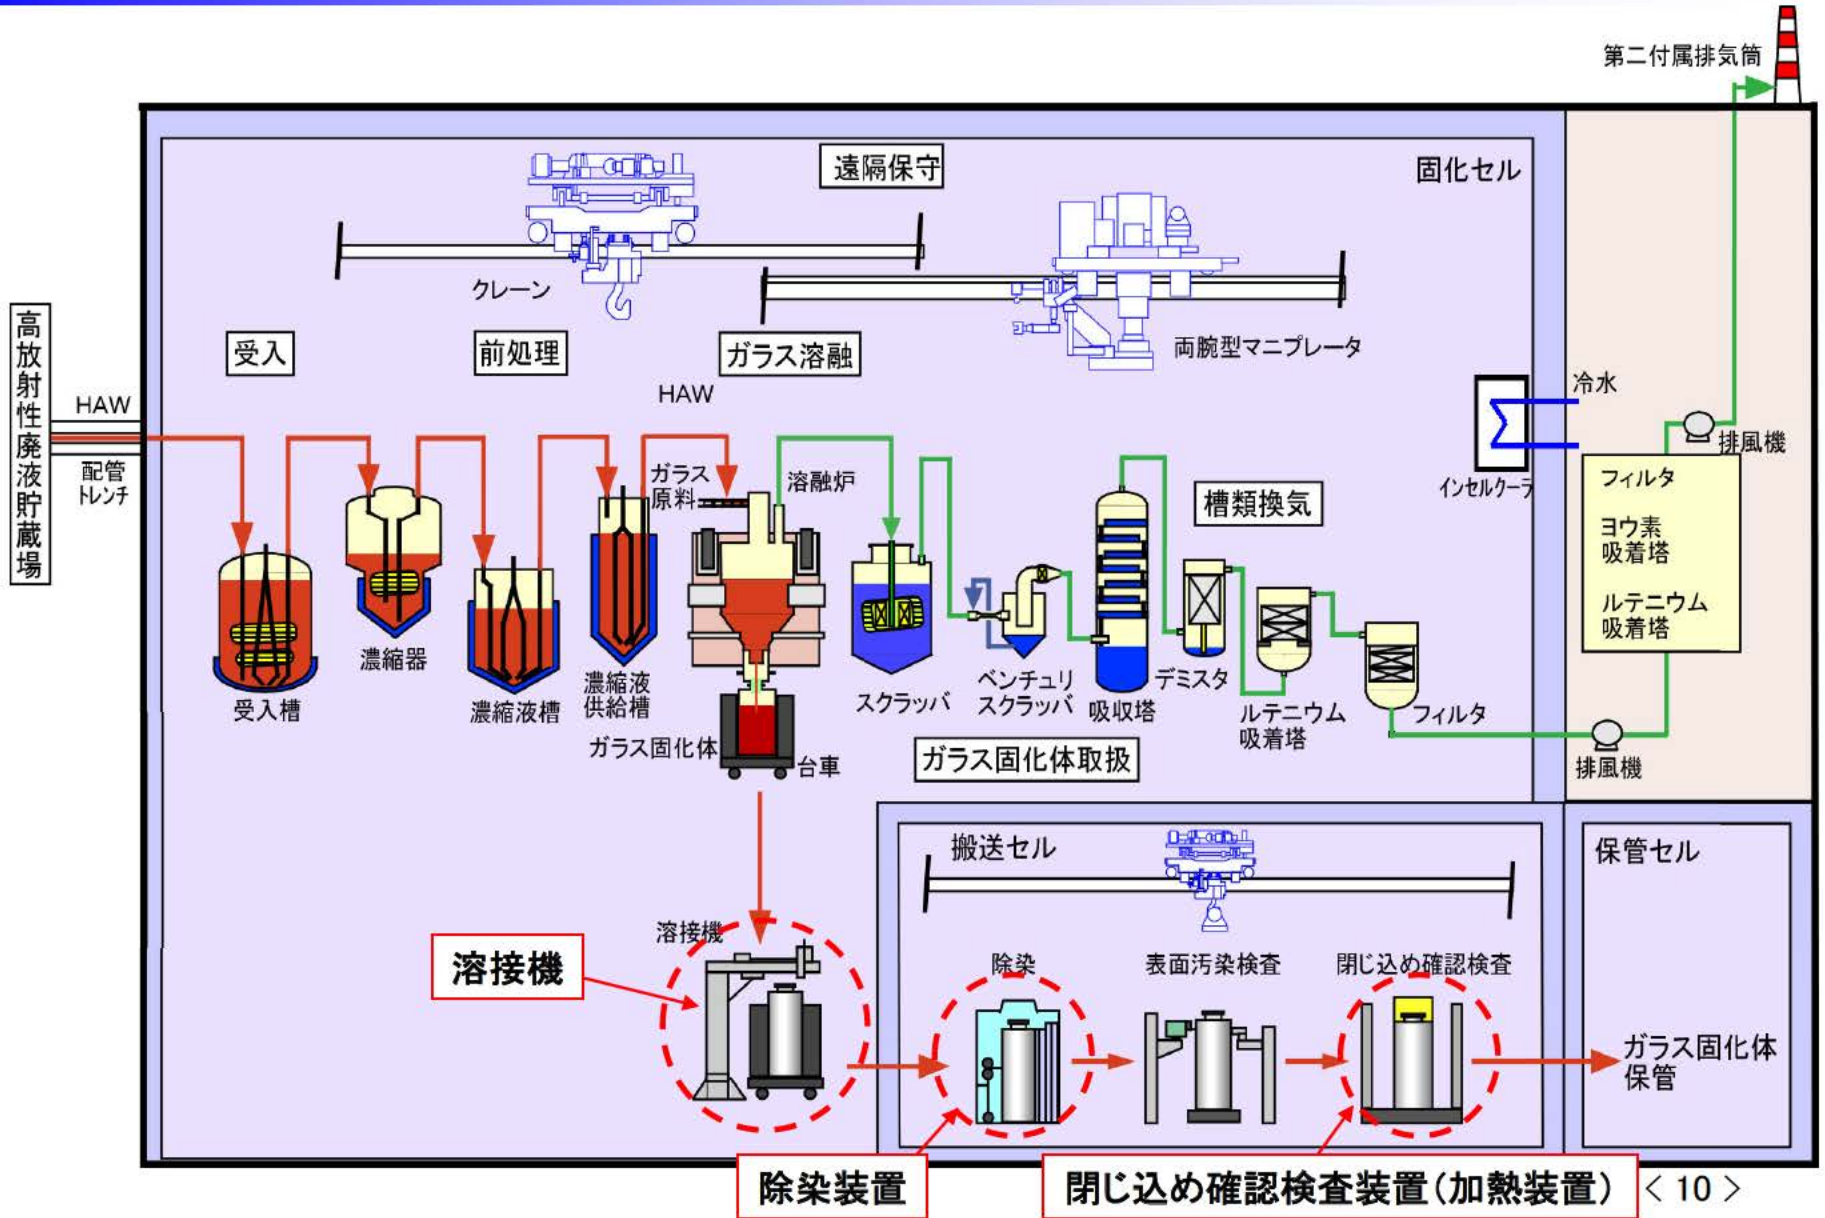 第二付属排気筒
遠隔保守
固化セル
クレーン
両腕型マニプレータ
高放射性廃液貯蔵場
受入
前処理
ガラス溶融
HAW
HAW
配管
トレンチ
冷水
インセルクーラ
排風機
フィルタ
ヨウ素
吸着塔
ルテニウム
吸着塔
ガラス
原料
溶融炉
槽類換気
受入槽
濃縮器
濃縮液槽
濃縮液
供給槽
スクラッバ
ベンチュリ
スクラッバ
吸収塔
デミスタ
ルテニウム
吸着塔
フィルタ
排風機
ガラス固化体
台車
ガラス固化体取扱
搬送セル
保管セル
溶接機
溶接機
除染
表面汚染検査
閉じ込め確認検査
ガラス固化体
保管
除染装置
閉じ込め確認検査装置(加熱装置)
< 10 >